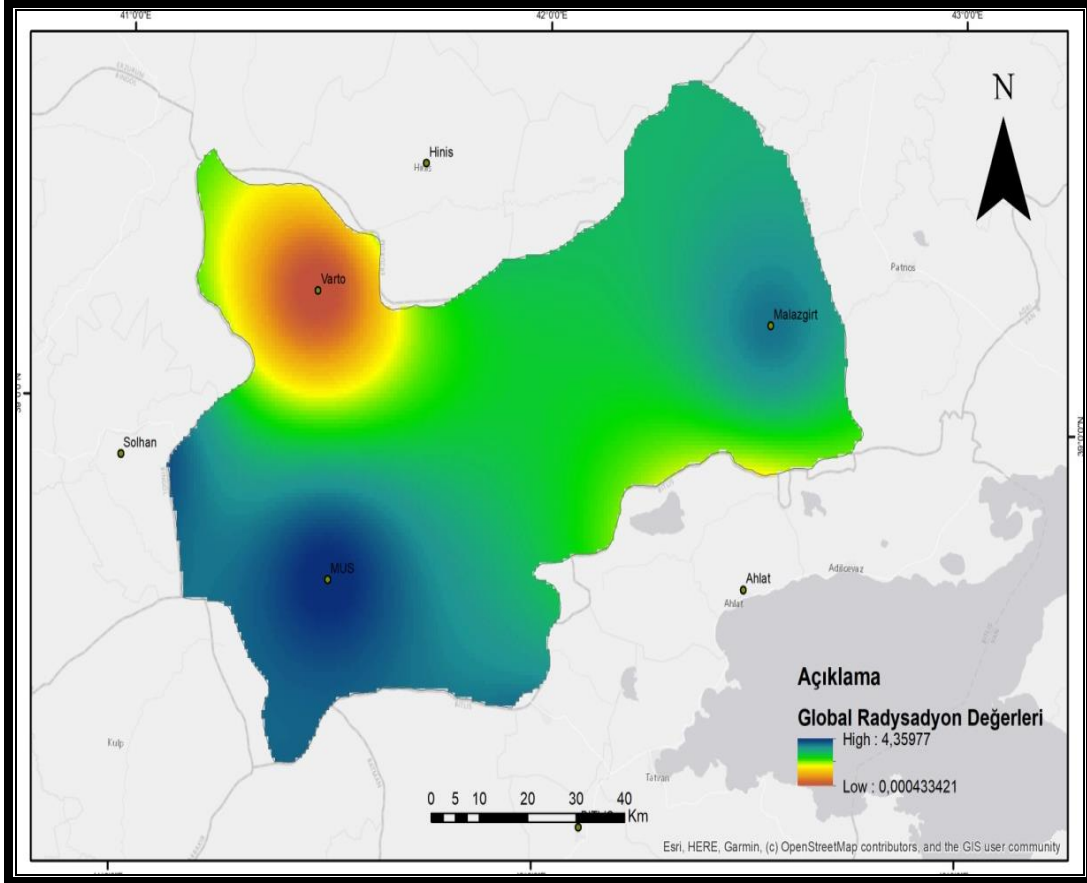 41°0'0"E 42°0'0"E 43°0'0"E
N
Hinis
Hinis
Varto
Patnos
Malazgirt
Solhan
MUS
Ahlat
Ahlat
Adilcevaz
Kulp
Tatvan
Açıklama
Global Radysadyon Değerleri
High : 4,35977
Low : 0,000433421
0 5 10 20 30 40
Km
Esri, HERE, Garmin, (c) OpenStreetMap contributors, and the GIS user community